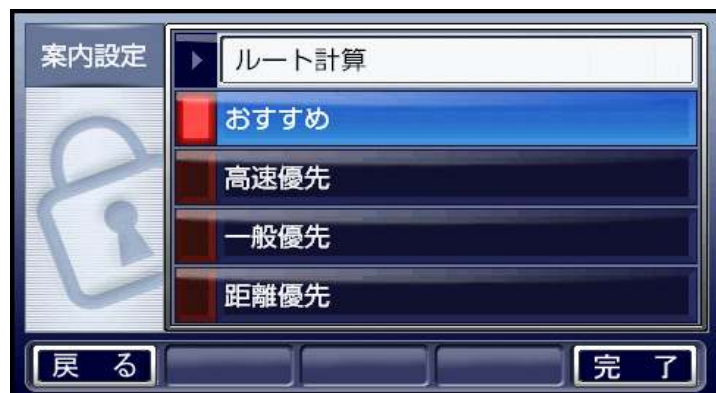 案内設定
ルート計算
おすすめ
高速優先
一般優先
距離優先
戻 る
完 了